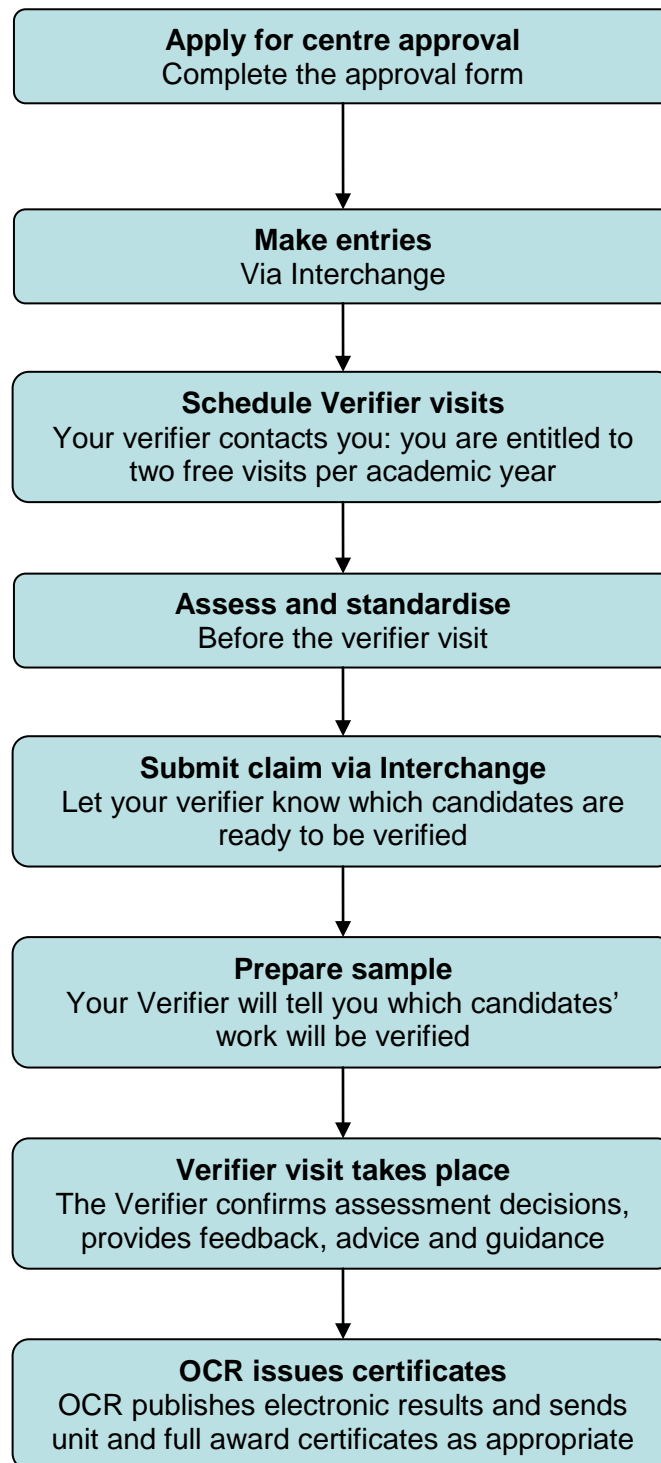 Apply for centre approval
Complete the approval form
Make entries
Via Interchange
Schedule Verifier visits
Your verifier contacts you: you are entitled to
two free visits per academic year
Assess and standardise
Before the verifier visit
Submit claim via Interchange
Let your verifier know which candidates are
ready to be verified
Prepare sample
Your Verifier will tell you which candidates’
work will be verified
Verifier visit takes place
The Verifier confirms assessment decisions,
provides feedback, advice and guidance
OCR issues certificates
OCR publishes electronic results and sends
unit and full award certificates as appropriate